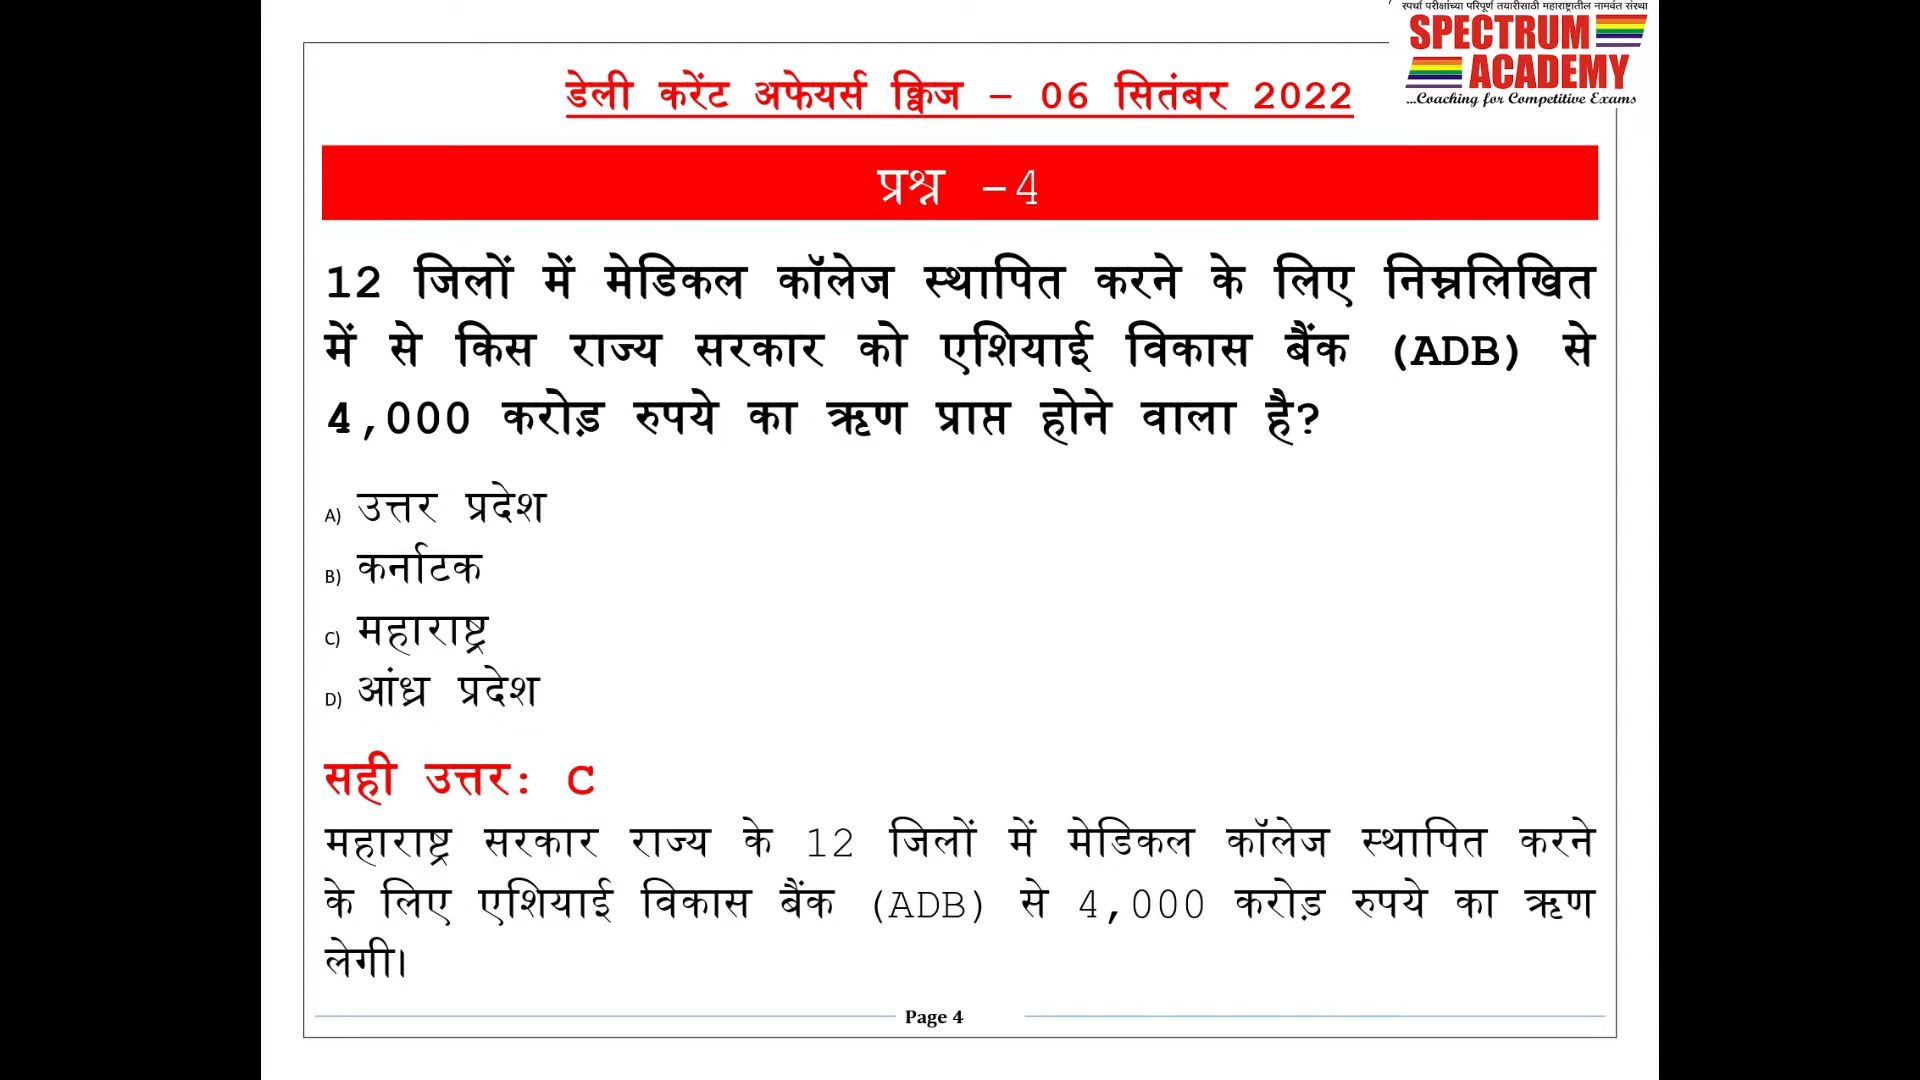 स्पर्धा परीक्षांच्या परिपूर्ण तयारीसाठी महाराष्ट्रातील नामवंत संस्था
SPECTRUM
ACADEMY
...Coaching for Competitive Exams
डेली करेंट अफेयर्स क्विज – 06 सितंबर 2022
प्रश्न -4
12 जिलों में मेडिकल कॉलेज स्थापित करने के लिए निम्नलिखित
में से किस राज्य सरकार को एशियाई विकास बैंक (ADB) से
4,000 करोड़ रुपये का ऋण प्राप्त होने वाला है?
A) उत्तर प्रदेश
B) कर्नाटक
C) महाराष्ट्र
D) आंध्र प्रदेश
सही उत्तर: C
महाराष्ट्र सरकार राज्य के 12 जिलों में मेडिकल कॉलेज स्थापित करने
के लिए एशियाई विकास बैंक (ADB) से 4,000 करोड़ रुपये का ऋण
लेगी।
Page 4